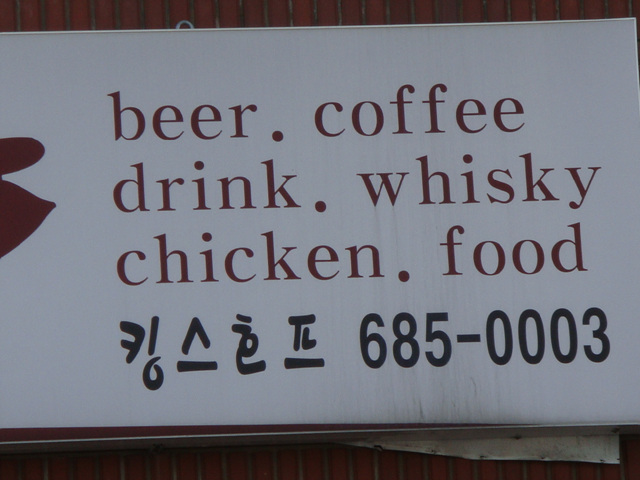 beer. coffee
drink. whisky
chicken. food
킹스호프 685-0003